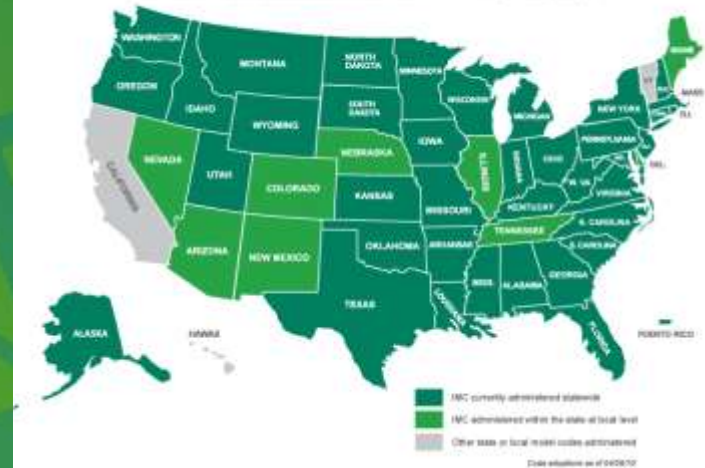 WASHINGTON
MONTANA
NORTH
DAKOTA
MINNESOTA
MAINE
VT
OREGON
IDAHO
SOUTH
DAKOTA
WISCONSIN
MICHIGAN
NEW YORK
MASS
WYOMING
NEBRASKA
IOWA
PENNSYLVANIA
NEVADA
UTAH
COLORADO
ILLINOIS
INDIANA
OHIO
DEL.
CALIFORNIA
KANSAS
MISSOURI
KENTUCKY
W. VA
VIRGINIA
ARIZONA
NEW MEXICO
OKLAHOMA
ARKANSAS
TENNESSEE
N. CAROLINA
S. CAROLINA
TEXAS
LOUISIANA
MISS.
ALABAMA
GEORGIA
FLORIDA
ALASKA
HAWAII
PUERTO RICO
IMC currently administered statewide
IMC administered within the state at local level
Other state or local model codes administered